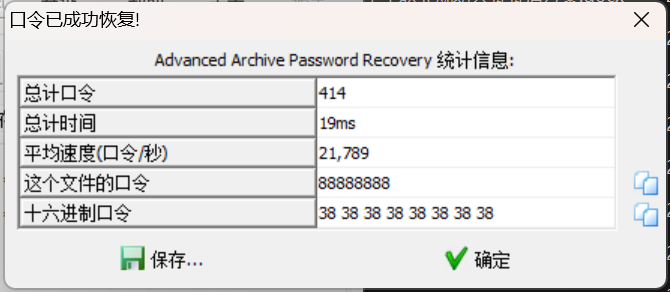 口令已成功恢复!
Advanced Archive Password Recovery 统计信息:
总计口令 414
总计时间 19ms
平均速度(口令/秒) 21,789
这个文件的口令 88888888
十六进制口令 38 38 38 38 38 38 38 38
保存... 确定